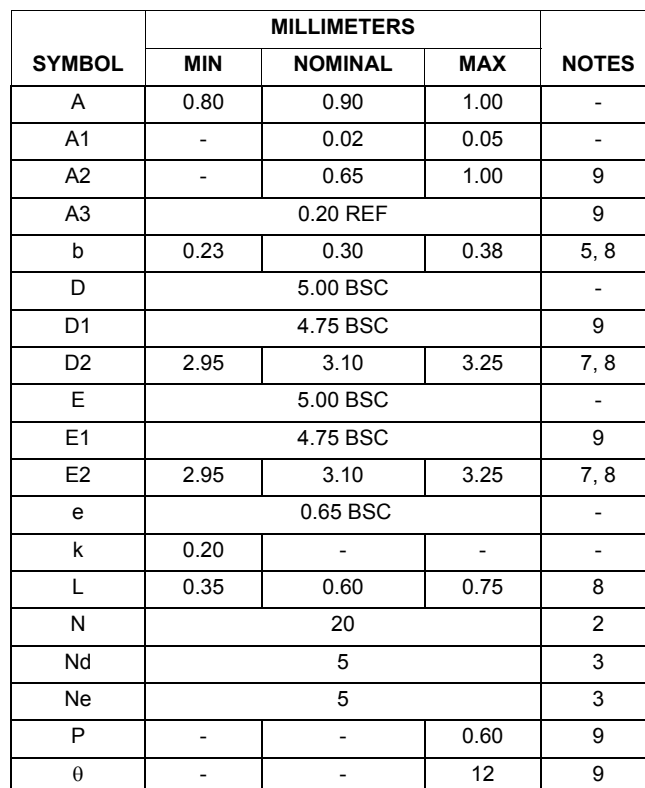 MILLIMETERS
SYMBOL MIN NOMINAL MAX NOTES
A 0.80 0.90 1.00 -
A1 - 0.02 0.05 -
A2 - 0.65 1.00 9
A3 0.20 REF 9
b 0.23 0.30 0.38 5, 8
D 5.00 BSC -
D1 4.75 BSC 9
D2 2.95 3.10 3.25 7, 8
E 5.00 BSC -
E1 4.75 BSC 9
E2 2.95 3.10 3.25 7, 8
e 0.65 BSC -
k 0.20 - - -
L 0.35 0.60 0.75 8
N 20 2
Nd 5 3
Ne 5 3
P - - 0.60 9
θ - - 12 9